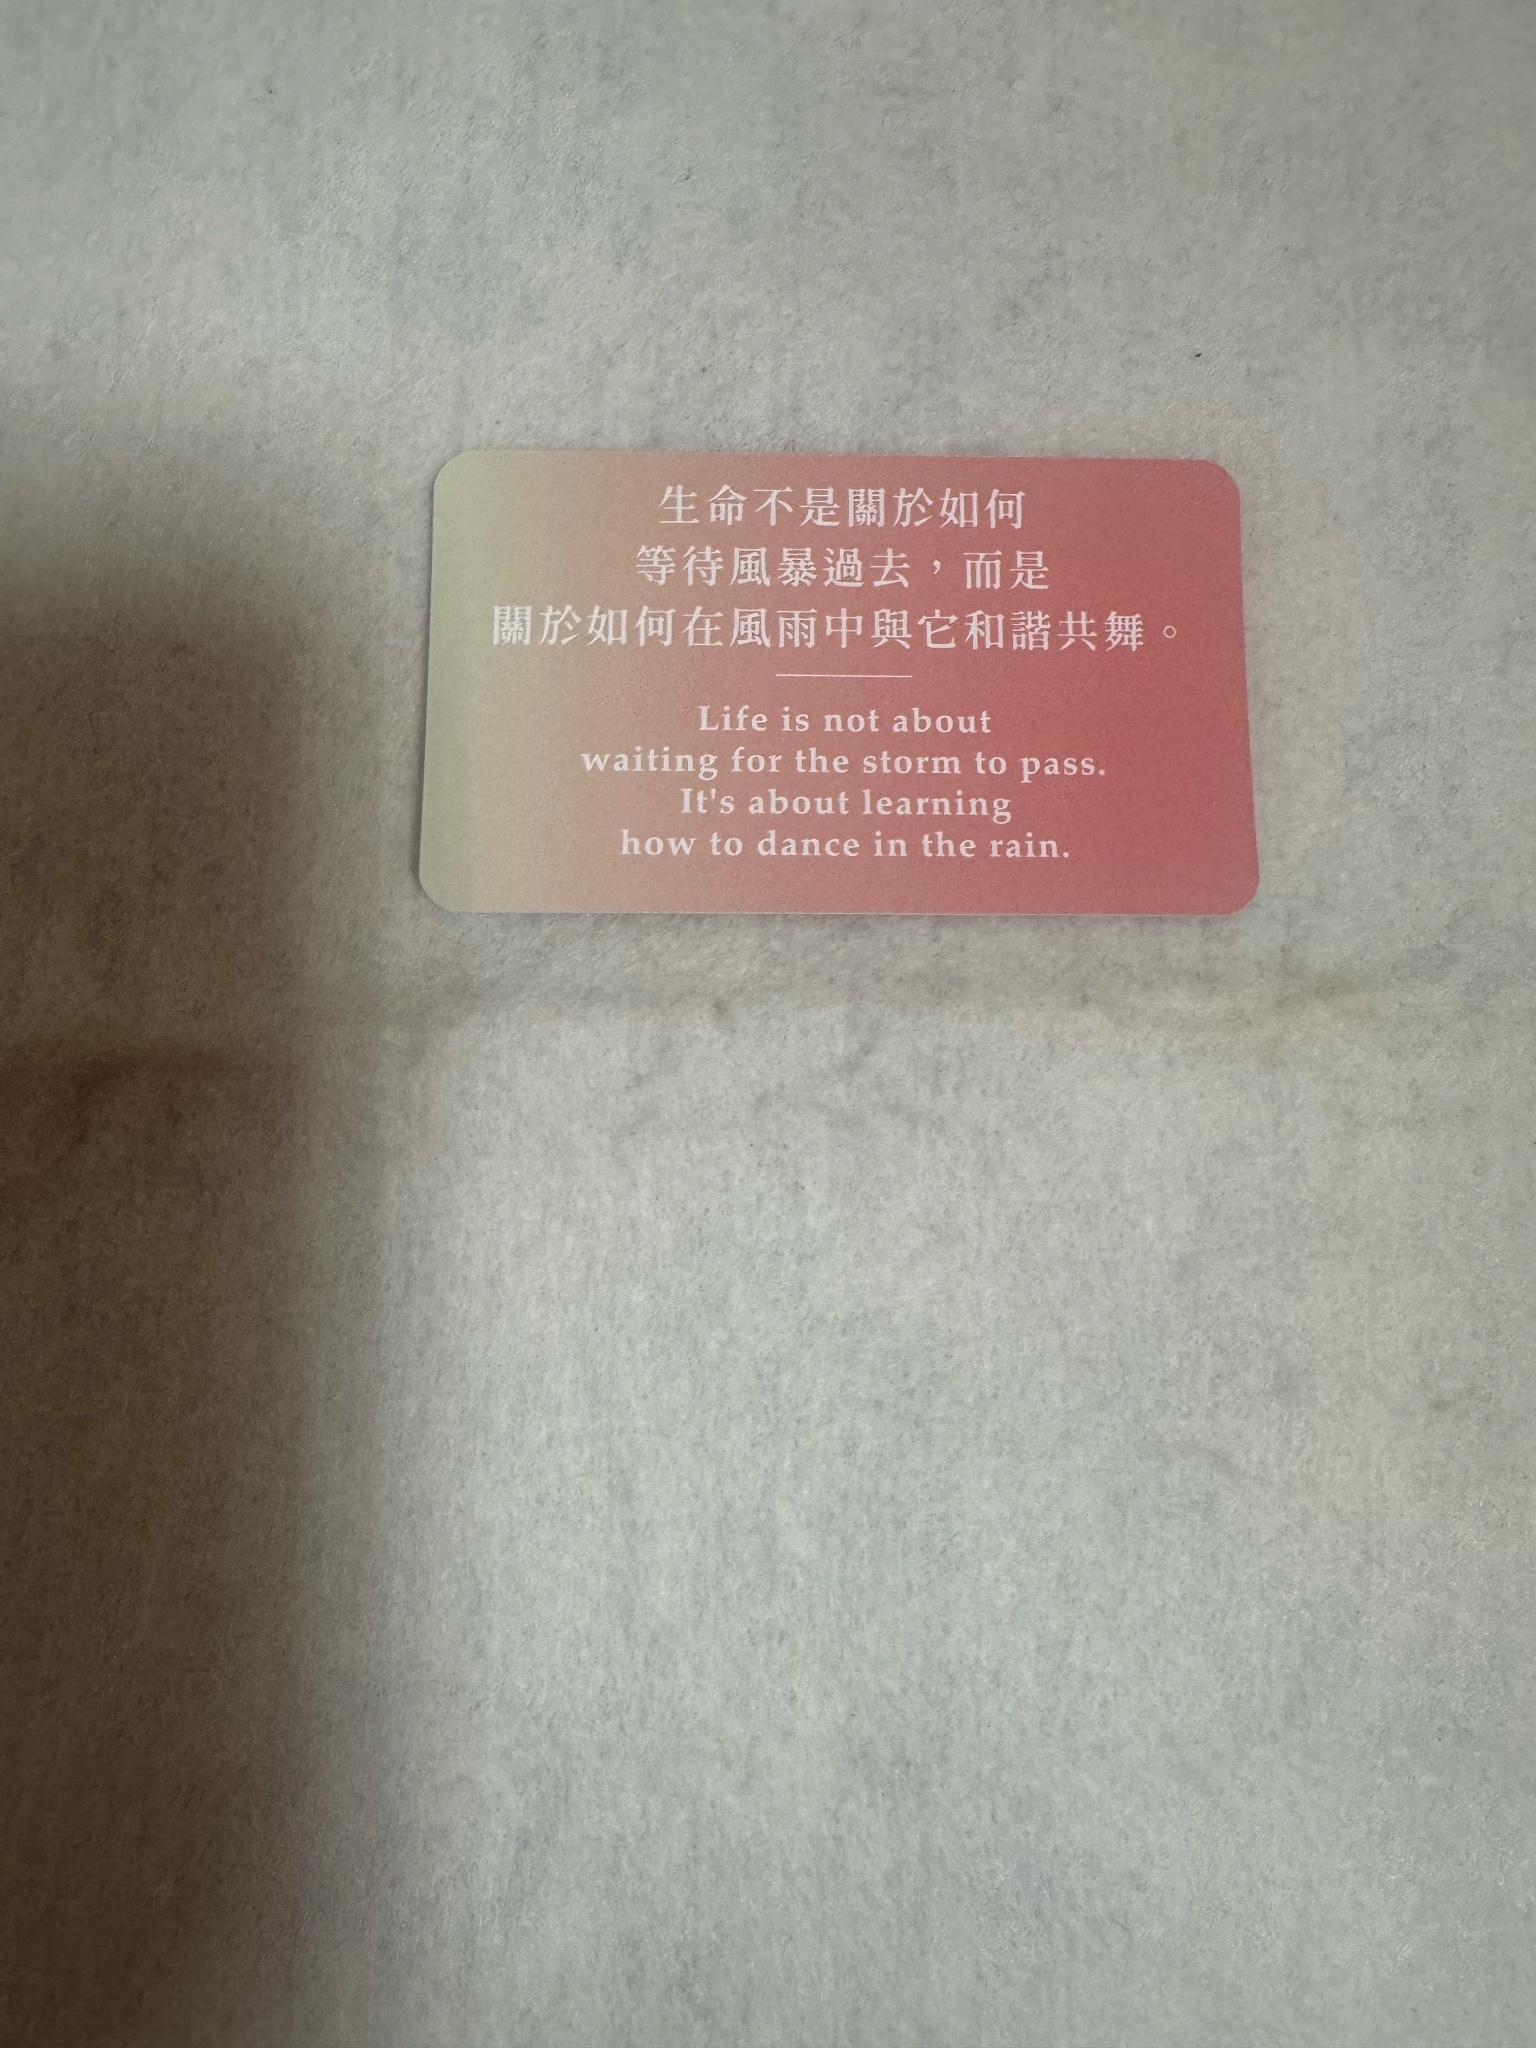 生命不是關於如何
等待風暴過去，而是
關於如何在風雨中與它和諧共舞。
Life is not about
waiting for the storm to pass.
It's about learning
how to dance in the rain.